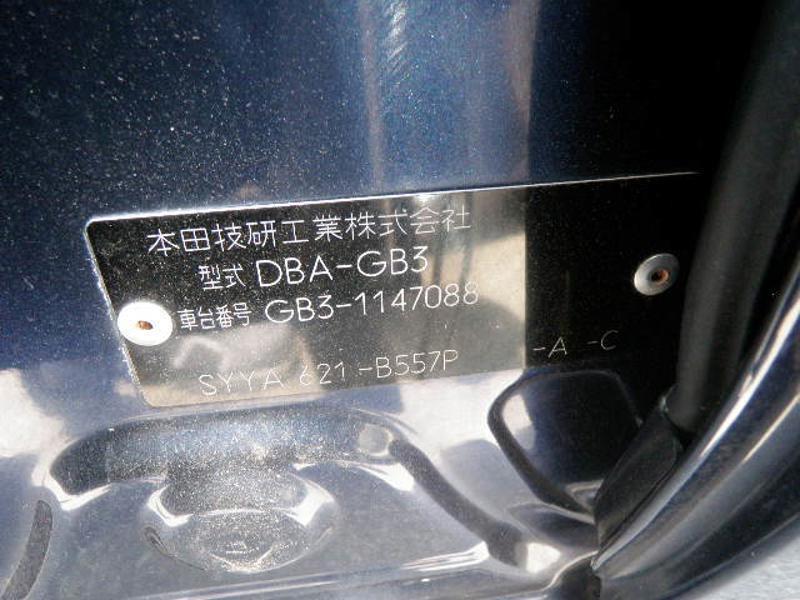 本田技研工業株式会社
型式 DBA-GB3
車台番号 GB3-1147088
SYYA 621-B557P -A -C